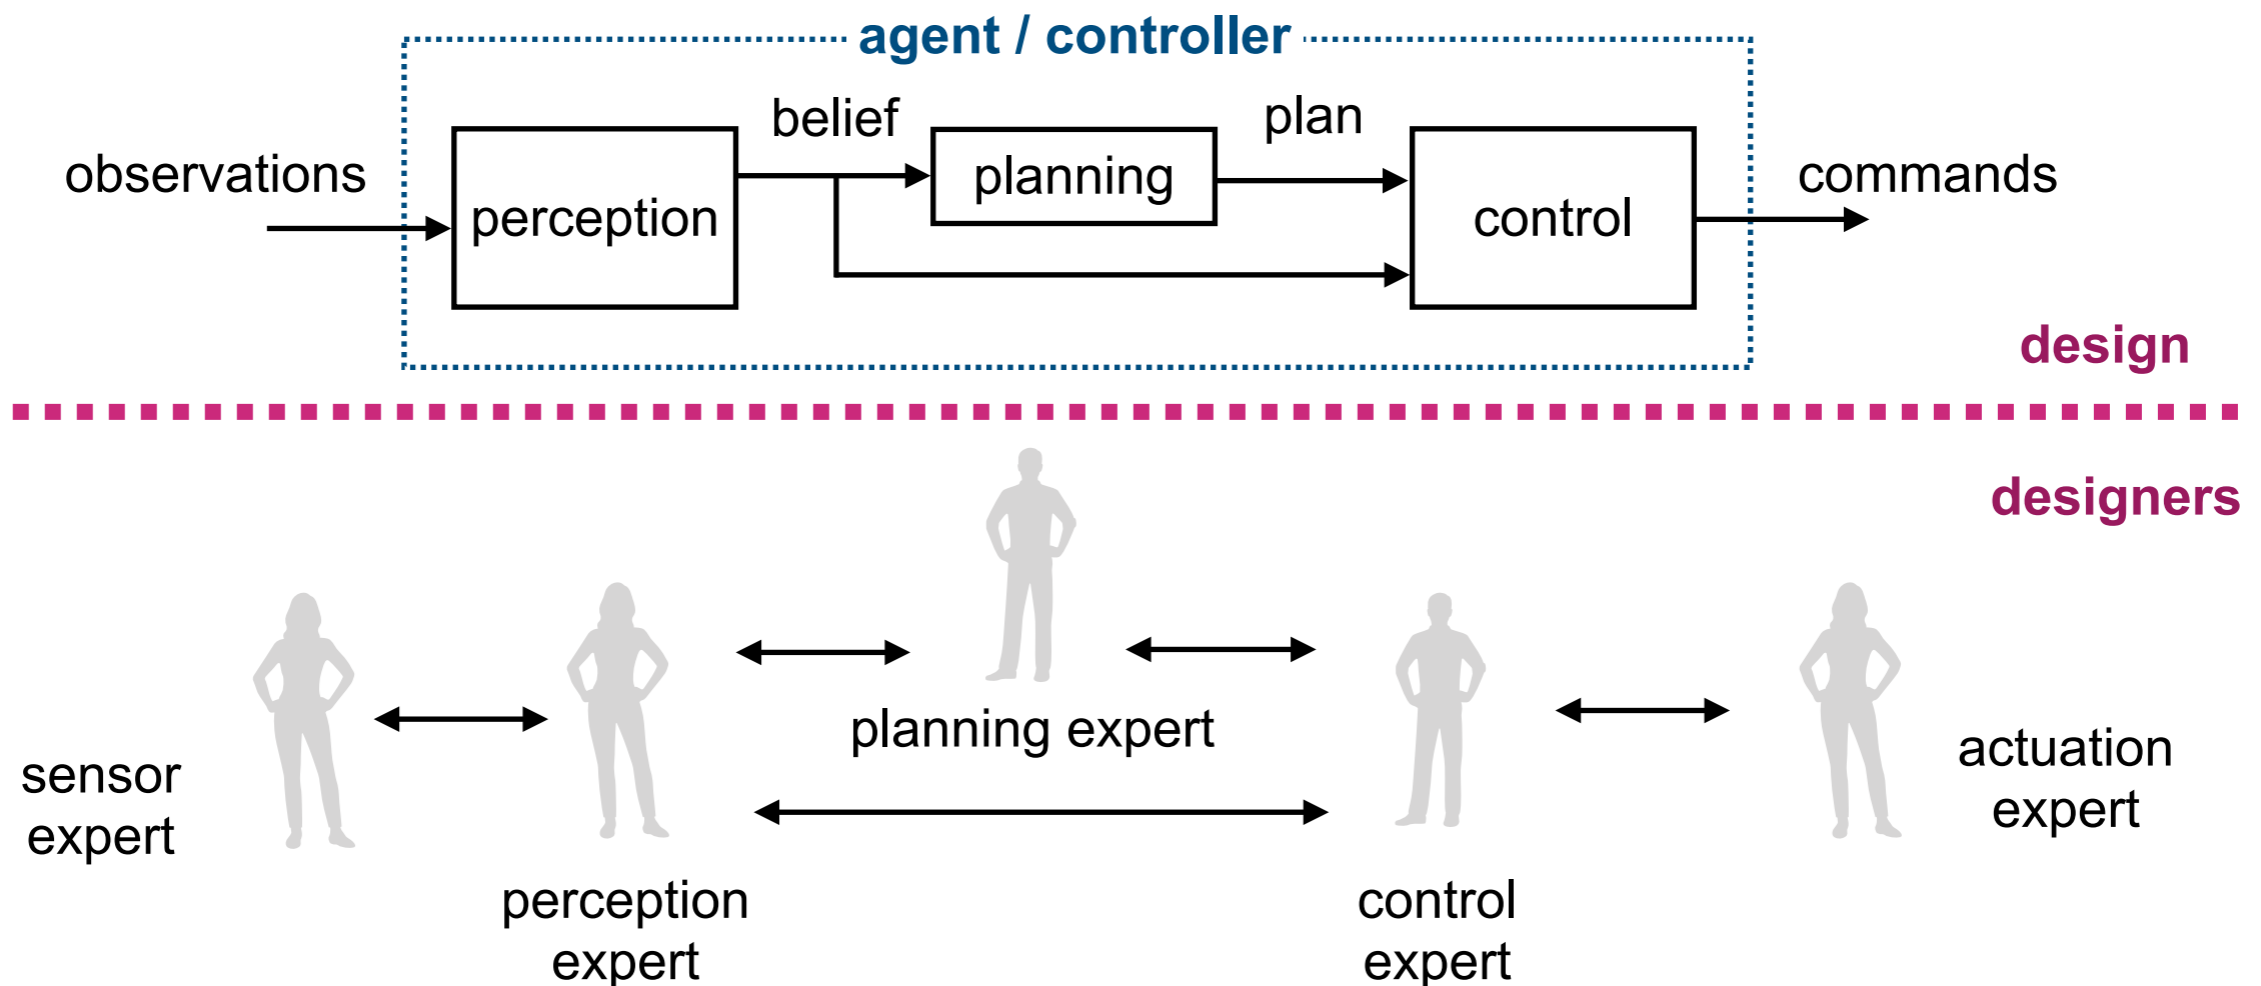 agent / controller
belief
plan
observations
perception
planning
control
commands
design
designers
planning expert
sensor
expert
actuation
expert
perception
expert
control
expert